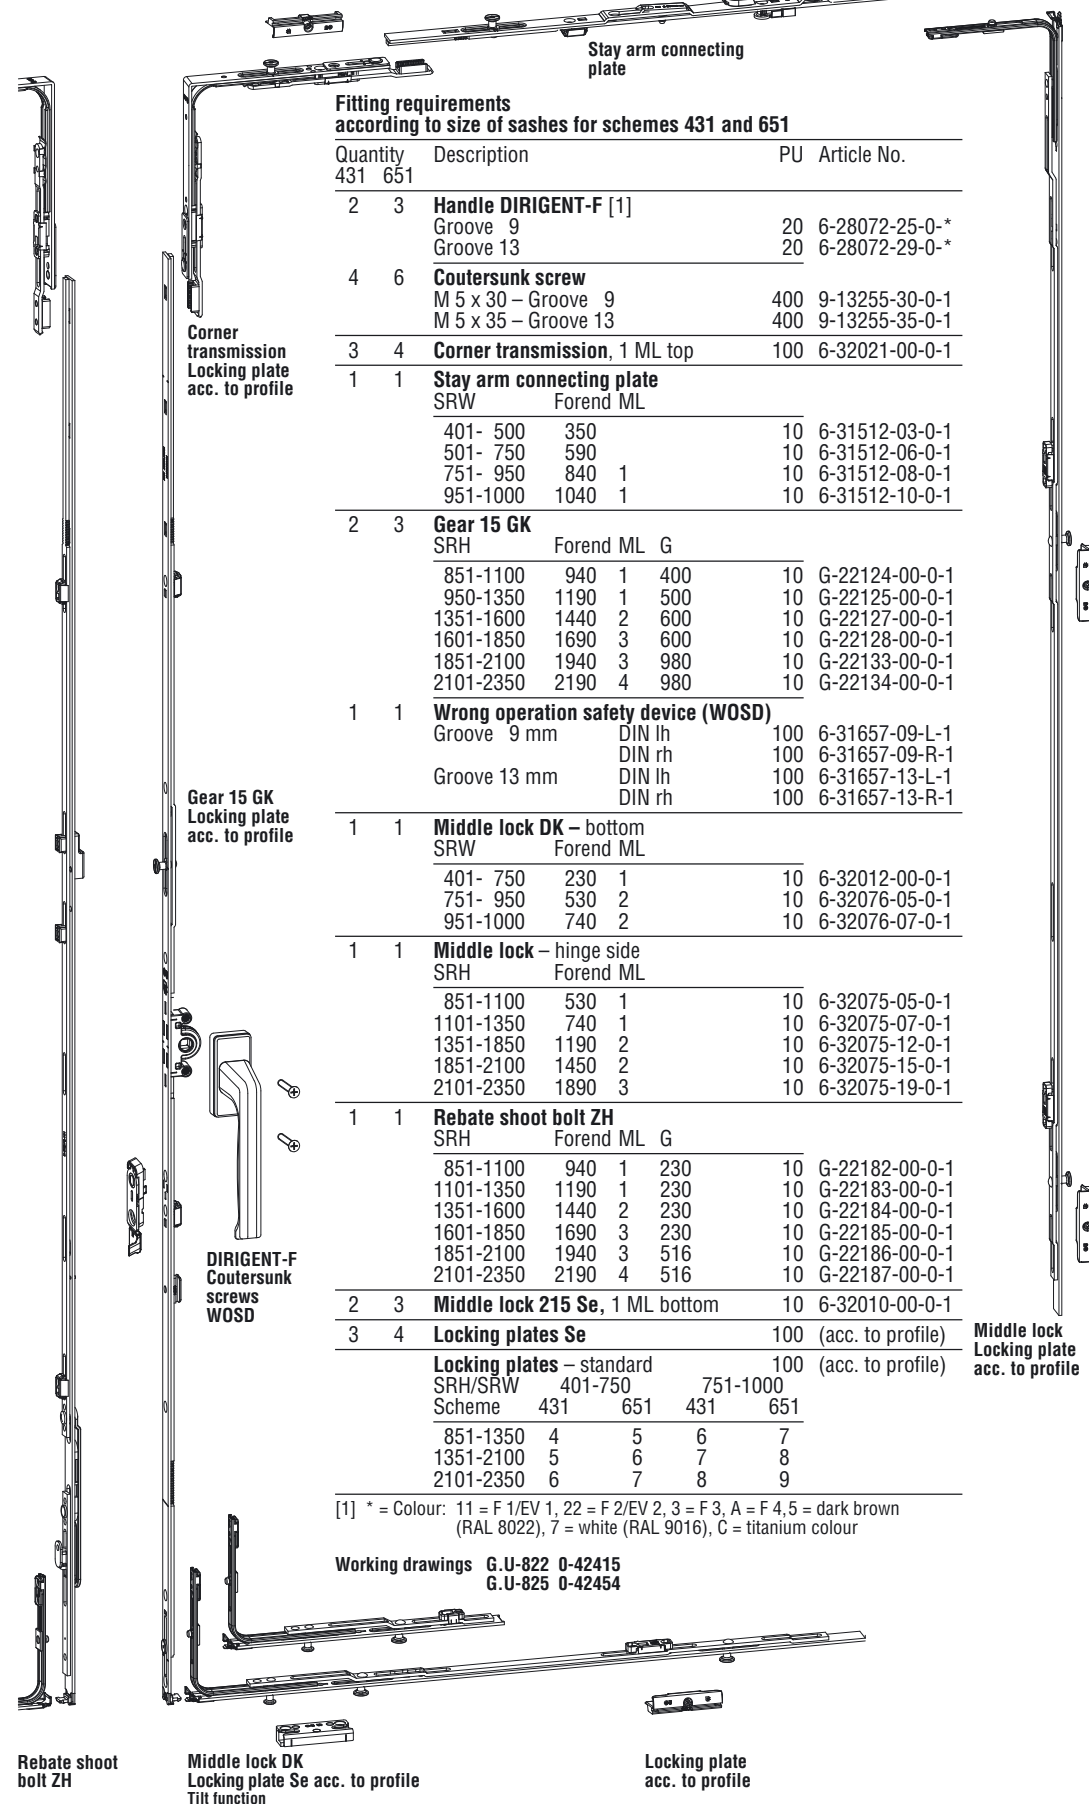 Stay arm connecting
plate
Fitting requirements
according to size of sashes for schemes 431 and 651
Quantity Description PU Article No.
431 651
2 3 Handle DIRIGENT-F [1]
Groove 9 20 6-28072-25-0-*
Groove 13 20 6-28072-29-0-*
4 6 Coutersunk screw
M 5 x 30 – Groove 9 400 9-13255-30-0-1
M 5 x 35 – Groove 13 400 9-13255-35-0-1
3 4 Corner transmission, 1 ML top 100 6-32021-00-0-1
1 1 Stay arm connecting plate
SRW Forend ML
401- 500 350 10 6-31512-03-0-1
501- 750 590 10 6-31512-06-0-1
751- 950 840 1 10 6-31512-08-0-1
951-1000 1040 1 10 6-31512-10-0-1
2 3 Gear 15 GK
SRH Forend ML G
851-1100 940 1 400 10 G-22124-00-0-1
950-1350 1190 1 500 10 G-22125-00-0-1
1351-1600 1440 2 600 10 G-22127-00-0-1
1601-1850 1690 3 600 10 G-22128-00-0-1
1851-2100 1940 3 980 10 G-22133-00-0-1
2101-2350 2190 4 980 10 G-22134-00-0-1
1 1 Wrong operation safety device (WOSD)
Groove 9 mm DIN lh 100 6-31657-09-L-1
DIN rh 100 6-31657-09-R-1
Groove 13 mm DIN lh 100 6-31657-13-L-1
DIN rh 100 6-31657-13-R-1
1 1 Middle lock DK – bottom
SRW Forend ML
401- 750 230 1 10 6-32012-00-0-1
751- 950 530 2 10 6-32076-05-0-1
951-1000 740 2 10 6-32076-07-0-1
1 1 Middle lock – hinge side
SRH Forend ML
851-1100 530 1 10 6-32075-05-0-1
1101-1350 740 1 10 6-32075-07-0-1
1351-1850 1190 2 10 6-32075-12-0-1
1851-2100 1450 2 10 6-32075-15-0-1
2101-2350 1890 3 10 6-32075-19-0-1
1 1 Rebate shoot bolt ZH
SRH Forend ML G
851-1100 940 1 230 10 G-22182-00-0-1
1101-1350 1190 1 230 10 G-22183-00-0-1
1351-1600 1440 2 230 10 G-22184-00-0-1
1601-1850 1690 3 230 10 G-22185-00-0-1
1851-2100 1940 3 516 10 G-22186-00-0-1
2101-2350 2190 4 516 10 G-22187-00-0-1
2 3 Middle lock 215 Se, 1 ML bottom 10 6-32010-00-0-1
3 4 Locking plates Se 100 (acc. to profile)
Locking plates – standard 100 (acc. to profile)
SRH/SRW 401-750 751-1000
Scheme 431 651 431 651
851-1350 4 5 6 7
1351-2100 5 6 7 8
2101-2350 6 7 8 9
[1] * = Colour: 11 = F 1/EV 1, 22 = F 2/EV 2, 3 = F 3, A = F 4, 5 = dark brown
(RAL 8022), 7 = white (RAL 9016), C = titanium colour
Working drawings G.U-822 0-42415
G.U-825 0-42454
Corner
transmission
Locking plate
acc. to profile
Gear 15 GK
Locking plate
acc. to profile
DIRIGENT-F
Coutersunk
screws
WOSD
Middle lock
Locking plate
acc. to profile
Rebate shoot
bolt ZH
Middle lock DK
Locking plate Se acc. to profile
Tilt function
Locking plate
acc. to profile